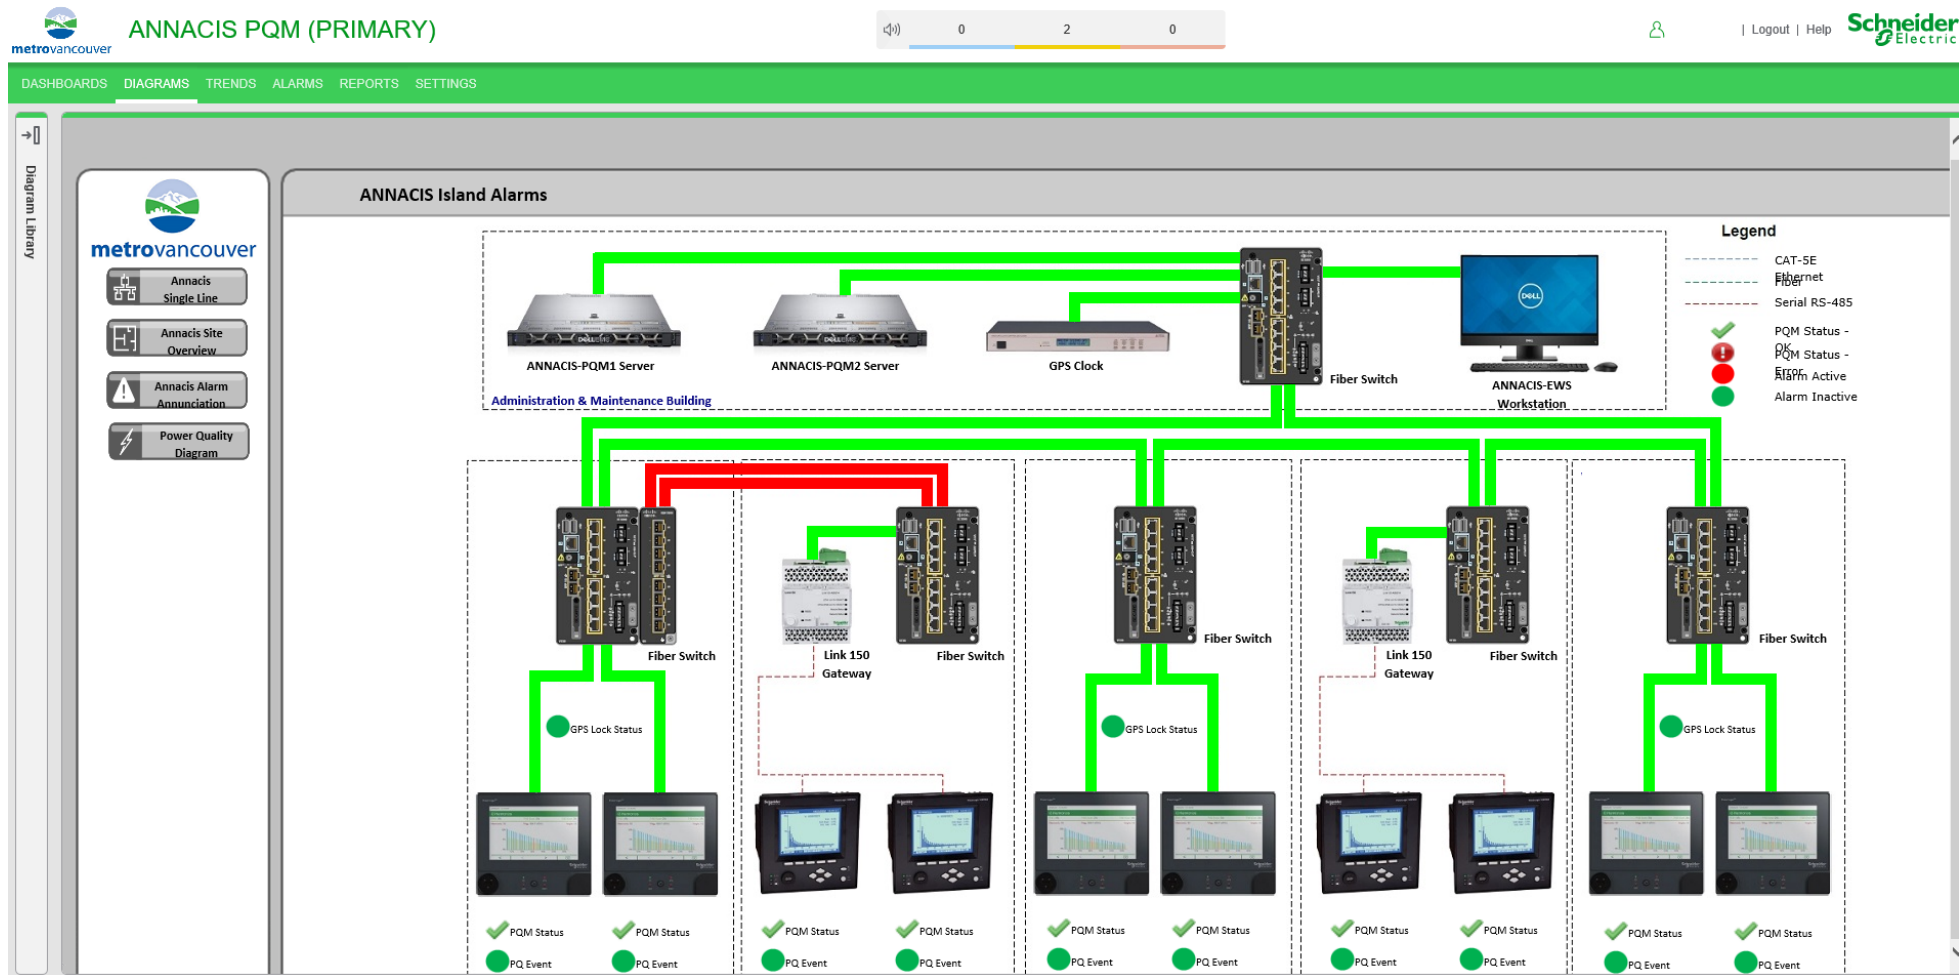 metrovancouver
ANNACIS PQM (PRIMARY)
0 2 0
| Logout | Help
Schneider
Electric
DASHBOARDS DIAGRAMS TRENDS ALARMS REPORTS SETTINGS
Diagram Library
metrovancouver
Annacis
Single Line
Annacis Site
Overview
Annacis Alarm
Annunciation
Power Quality
Diagram
ANNACIS Island Alarms
ANNACIS-PQM1 Server
ANNACIS-PQM2 Server
GPS Clock
Fiber Switch
DELL
ANNACIS-EWS
Workstation
Administration & Maintenance Building
Legend
CAT-5E
Ethernet
Fiber
Serial RS-485
PQM Status -
OK
PQM Status -
Error
Alarm Active
Alarm Inactive
Fiber Switch
Link 150
Gateway
Fiber Switch
Fiber Switch
Link 150
Gateway
Fiber Switch
Fiber Switch
GPS Lock Status
GPS Lock Status
GPS Lock Status
PQM Status PQM Status PQM Status PQM Status PQM Status PQM Status PQM Status PQM Status PQM Status PQM Status
PQ Event PQ Event PQ Event PQ Event PQ Event PQ Event PQ Event PQ Event PQ Event PQ Event